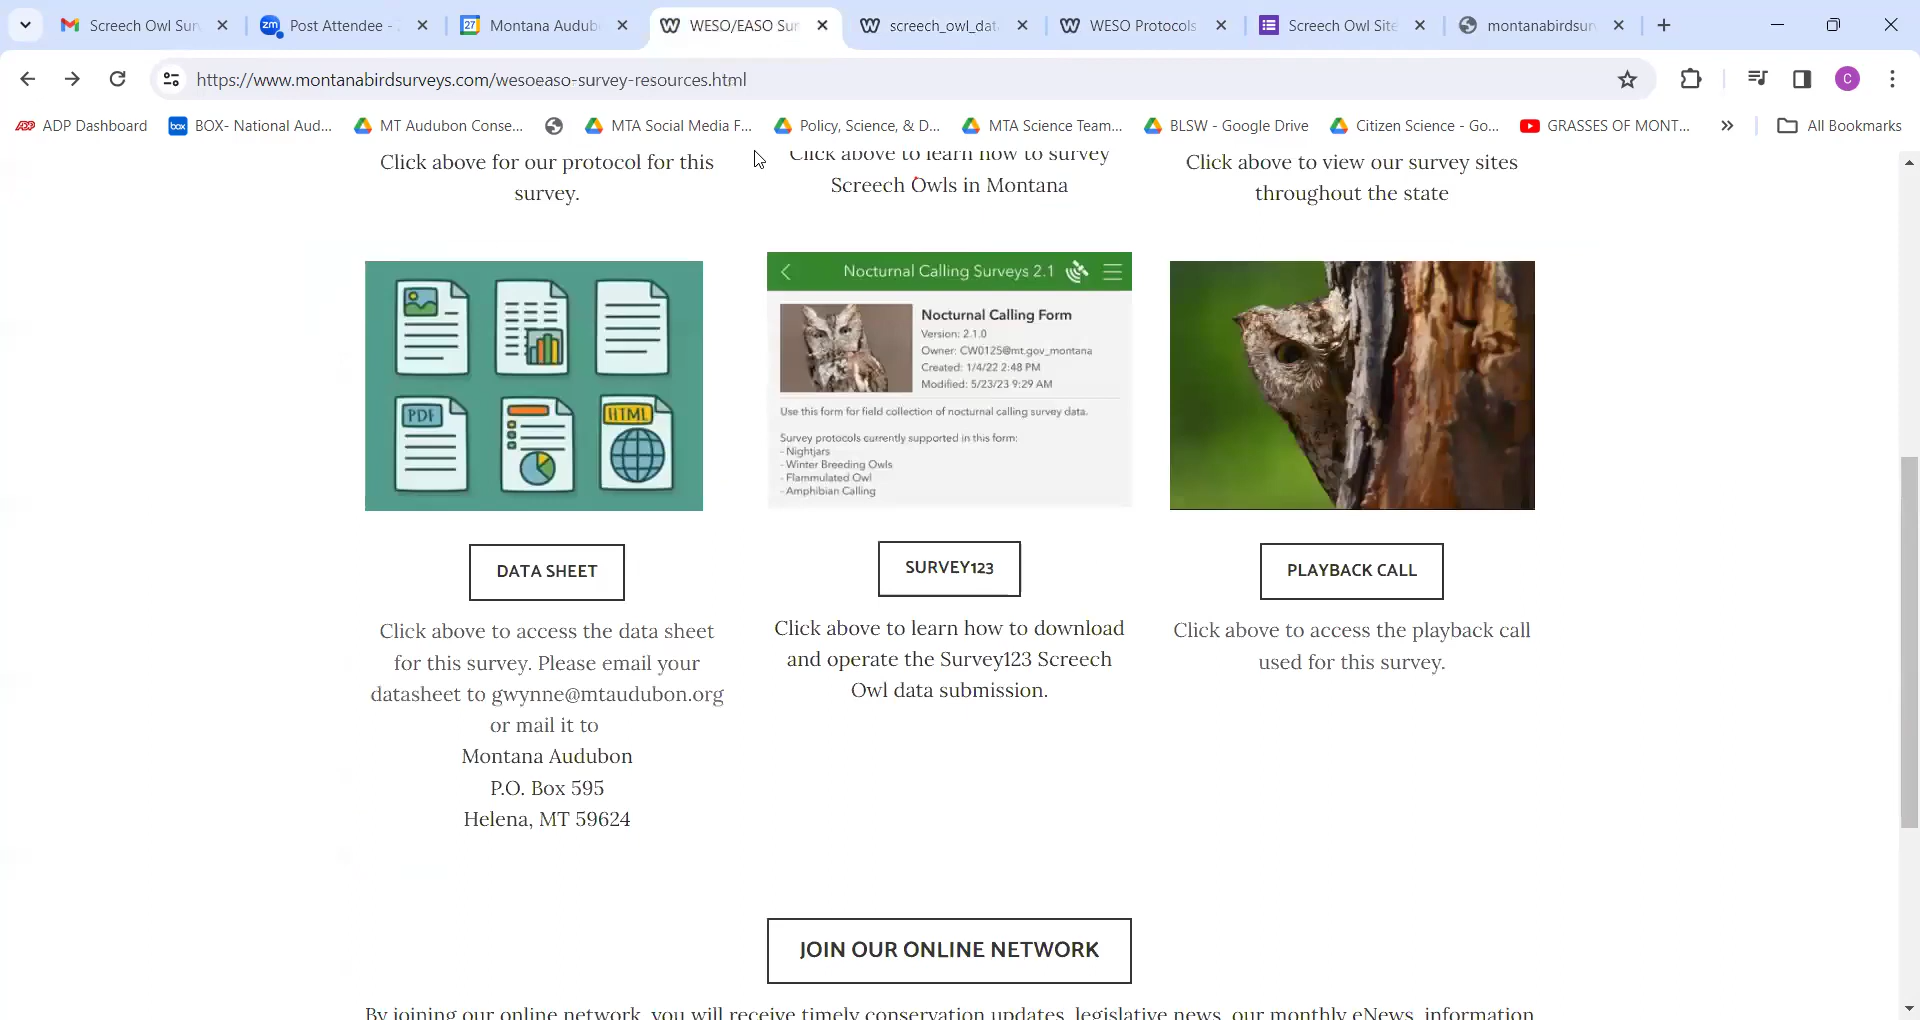 Screech Owl Sur
Post Attendee -
27
Montana Audub
WESO/EASO Sur
screech_owl_dat
WESO Protocols
Screech Owl Site
montanabirdsur
https://www.montanabirdsurveys.com/wesoeaso-survey-resources.html
C
ADP Dashboard
box
BOX- National Aud...
MT Audubon Conse...
MTA Social Media F...
Policy, Science, & D...
MTA Science Team...
BLSW - Google Drive
Citizen Science - Go...
GRASSES OF MONT...
All Bookmarks
Click above for our protocol for this
survey.
Click above to learn how to survey
Screech Owls in Montana
Click above to view our survey sites
throughout the state
PDF
HTML
Nocturnal Calling Surveys 2.1
Nocturnal Calling Form
Version: 2.1.0
Owner: CW0125@mt.gov_montana
Created: 1/4/22 2:48 PM
Modified: 5/23/23 9:29 AM
Use this form for field collection of nocturnal calling survey data.
Survey protocols currently supported in this form:
- Nightjars
- Winter Breeding Owls
- Flammulated Owl
- Amphibian Calling
DATA SHEET
Click above to access the data sheet
for this survey. Please email your
datasheet to gwynne@mtaudubon.org
or mail it to
Montana Audubon
P.O. Box 595
Helena, MT 59624
SURVEY123
Click above to learn how to download
and operate the Survey123 Screech
Owl data submission.
PLAYBACK CALL
Click above to access the playback call
used for this survey.
JOIN OUR ONLINE NETWORK
By joining our online network, you will receive timely conservation updates, legislative news, our monthly eNews, information